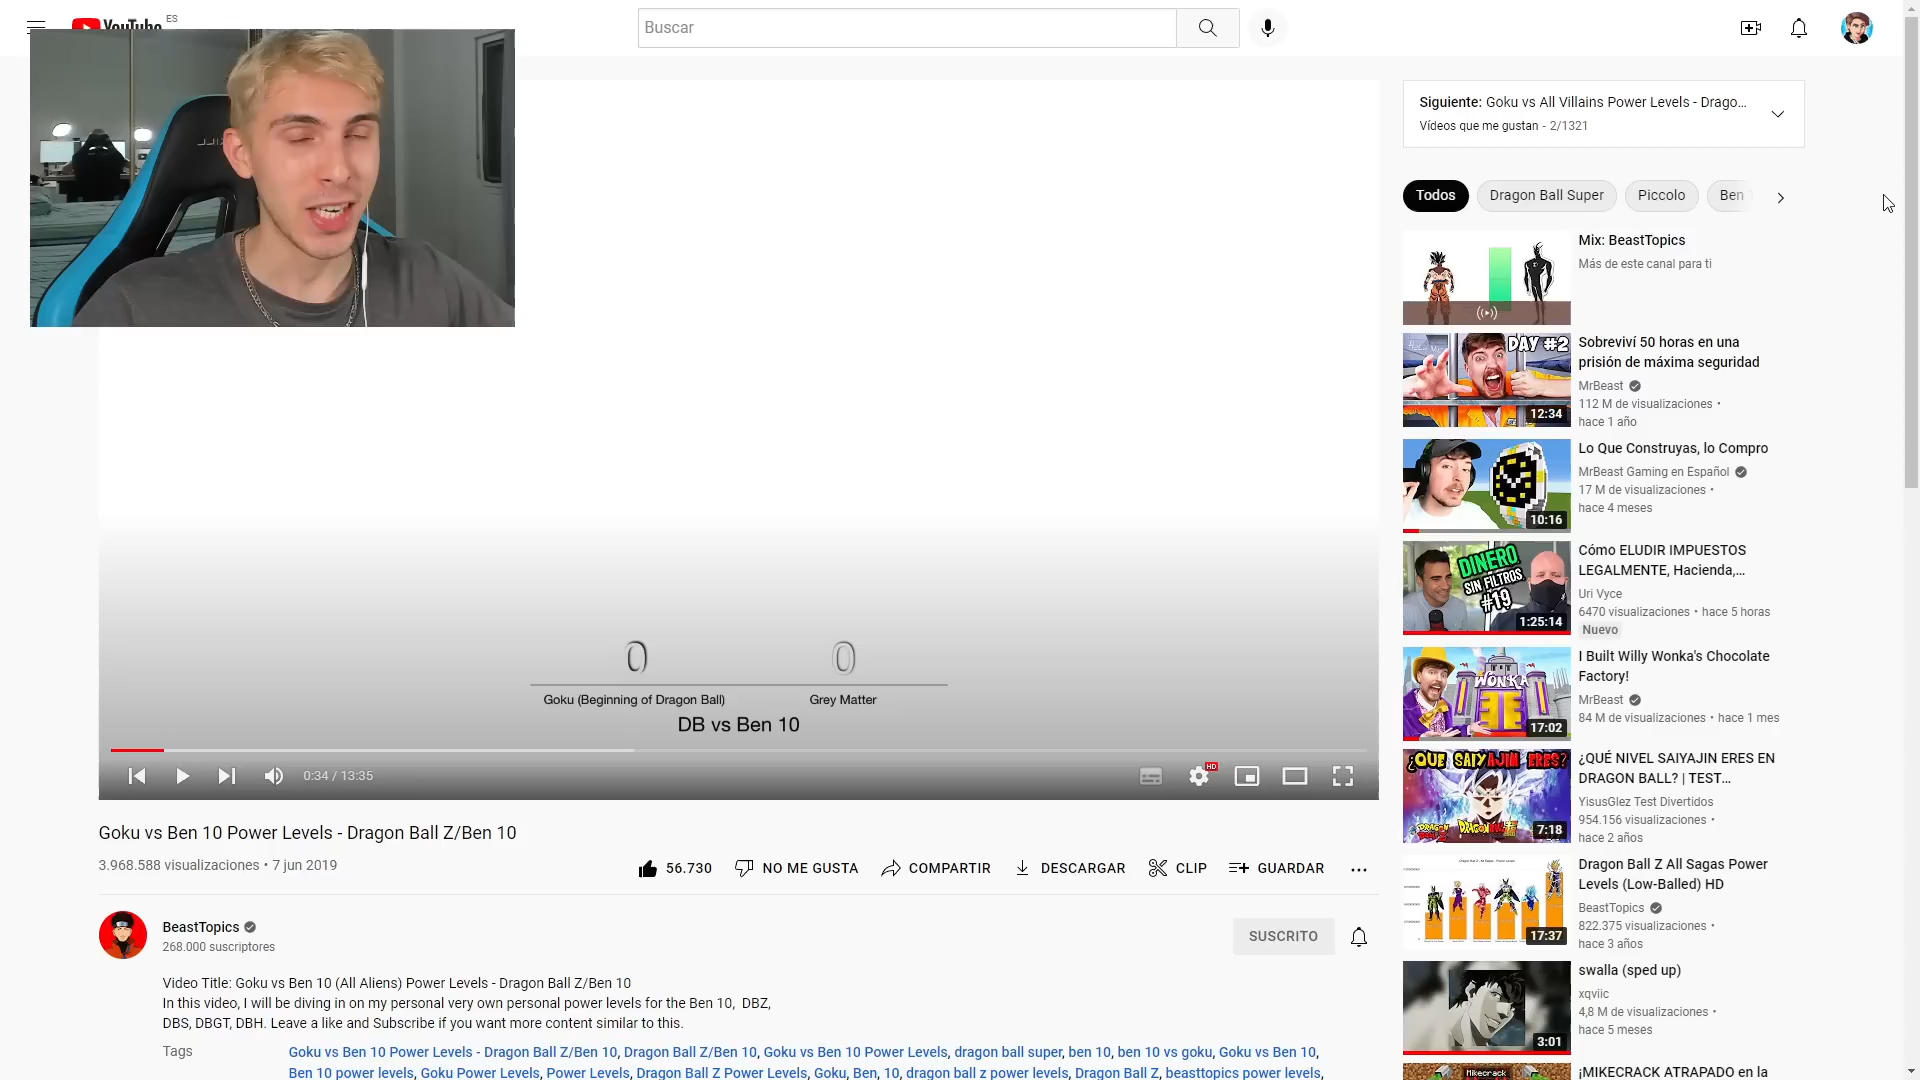 YouTube ES
Buscar
0
0
Goku (Beginning of Dragon Ball)
Grey Matter
DB vs Ben 10
0:34 / 13:35
HD
Goku vs Ben 10 Power Levels - Dragon Ball Z/Ben 10
3.968.588 visualizaciones • 7 jun 2019
56.730
NO ME GUSTA
COMPARTIR
DESCARGAR
CLIP
GUARDAR
BeastTopics
268.000 suscriptores
SUSCRITO
Video Title: Goku vs Ben 10 (All Aliens) Power Levels - Dragon Ball Z/Ben 10
In this video, I will be diving in on my personal very own personal power levels for the Ben 10, DBZ,
DBS, DBGT, DBH. Leave a like and Subscribe if you want more content similar to this.
Tags
Goku vs Ben 10 Power Levels - Dragon Ball Z/Ben 10, Dragon Ball Z/Ben 10, Goku vs Ben 10 Power Levels, dragon ball super, ben 10, ben 10 vs goku, Goku vs Ben 10,
Ben 10 power levels, Goku Power Levels, Power Levels, Dragon Ball Z Power Levels, Goku, Ben, 10, dragon ball z power levels, Dragon Ball Z, beasttopics power levels,
Siguiente: Goku vs All Villains Power Levels - Drago...
Vídeos que me gustan - 2/1321
Todos
Dragon Ball Super
Piccolo
Ben
Mix: BeastTopics
Más de este canal para ti
DAY #2
12:34
Sobreviví 50 horas en una
prisión de máxima seguridad
MrBeast
112 M de visualizaciones •
hace 1 año
10:16
Lo Que Construyas, lo Compro
MrBeast Gaming en Español
17 M de visualizaciones •
hace 4 meses
DINERO
SIN FILTROS
#19
1:25:14
Cómo ELUDIR IMPUESTOS
LEGALMENTE, Hacienda,...
Uri Vyce
6470 visualizaciones • hace 5 horas
Nuevo
WONKA
17:02
I Built Willy Wonka's Chocolate
Factory!
MrBeast
84 M de visualizaciones • hace 1 mes
¿QUE SAIYAJIN ERES?
7:18
¿QUÉ NIVEL SAIYAJIN ERES EN
DRAGON BALL? | TEST...
YisusGlez Test Divertidos
954.156 visualizaciones •
hace 2 años
17:37
Dragon Ball Z All Sagas Power
Levels (Low-Balled) HD
BeastTopics
822.375 visualizaciones •
hace 3 años
3:01
swalla (sped up)
xqviic
4,8 M de visualizaciones •
hace 5 meses
Mikecrack
¡MIKECRACK ATRAPADO en la